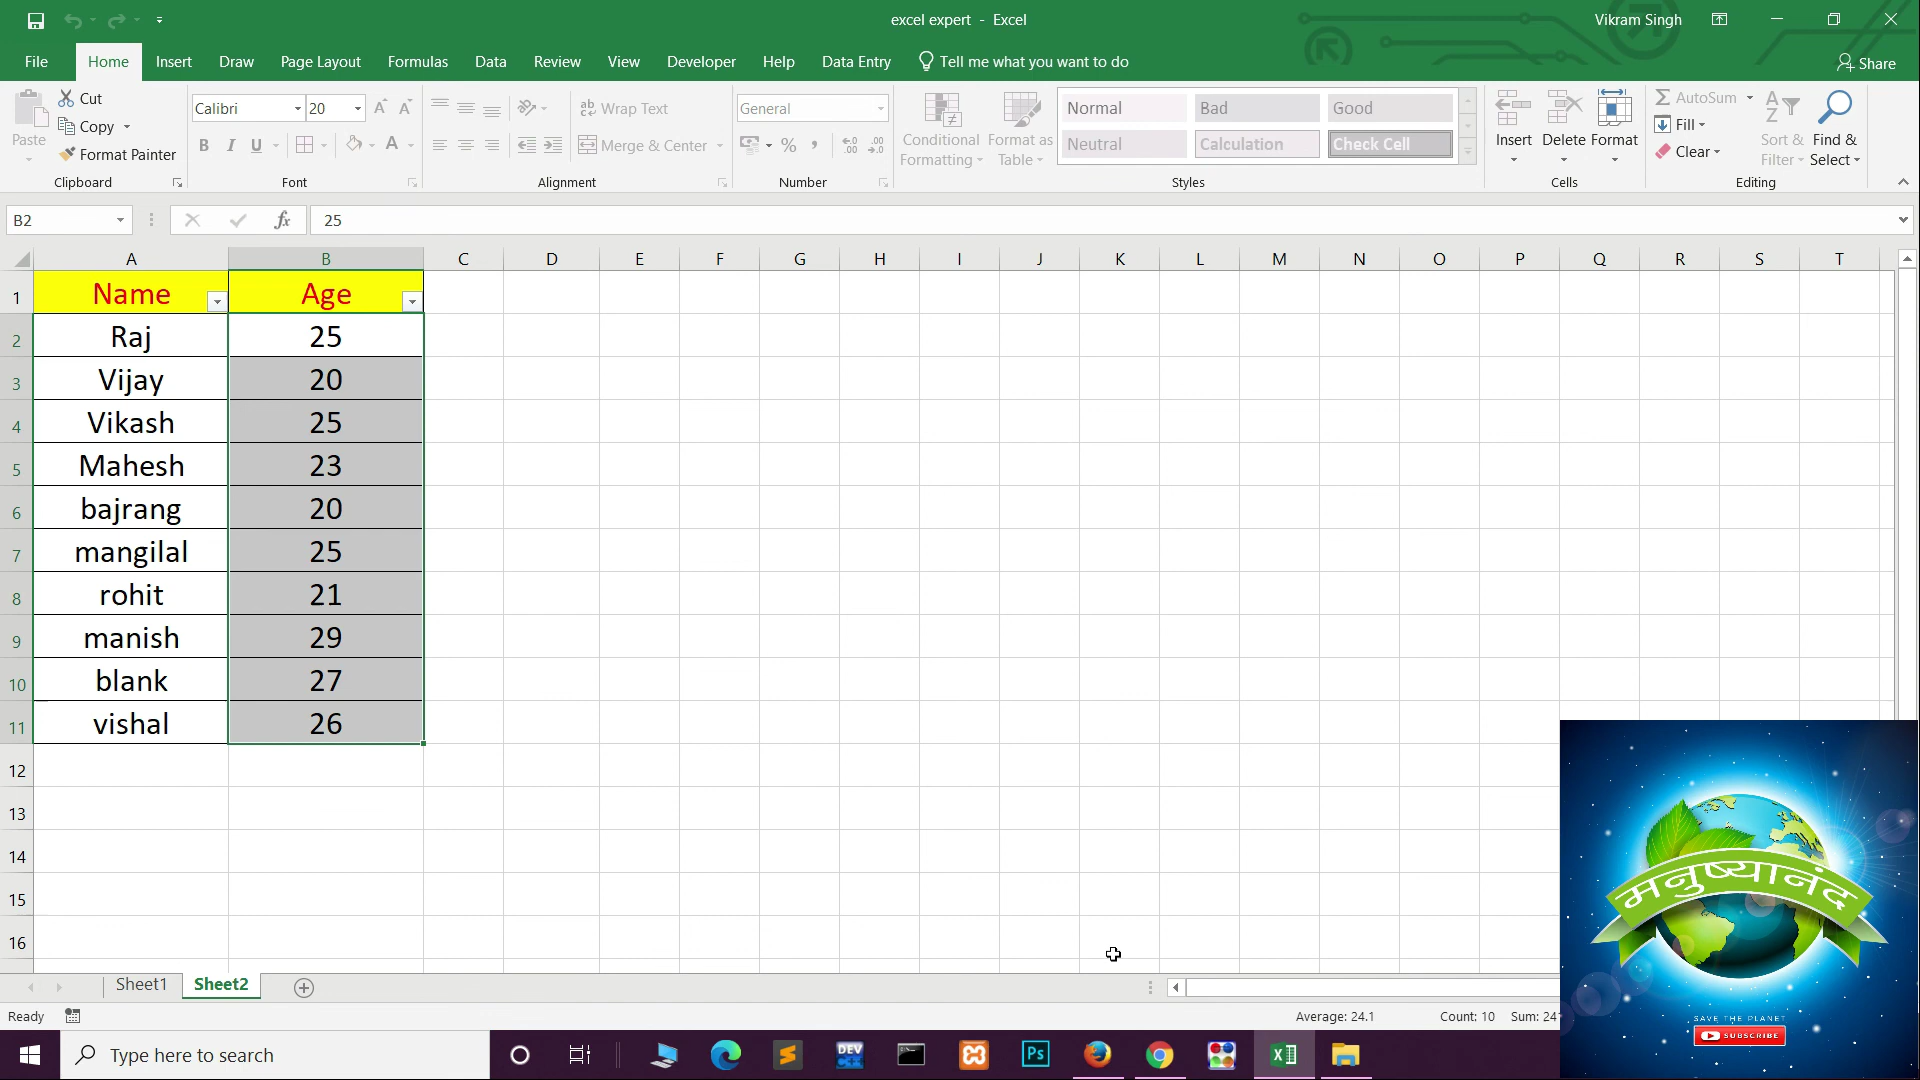 excel expert - Excel
Vikram Singh
File Home Insert Draw Page Layout Formulas Data Review View Developer Help Data Entry Tell me what you want to do Share
Paste
Cut
Copy
Format Painter
Clipboard
Calibri 20
B I U A
Font
Wrap Text
Merge & Center
Alignment
General
%
Number
Conditional Formatting
Format as Table
Normal Bad Good
Neutral Calculation Check Cell
Styles
Insert Delete Format
Cells
AutoSum
Fill
Clear
Sort & Filter
Find & Select
Editing
B2 fx 25
A B C D E F G H I J K L M N O P Q R S T
1 Name Age
2 Raj 25
3 Vijay 20
4 Vikash 25
5 Mahesh 23
6 bajrang 20
7 mangilal 25
8 rohit 21
9 manish 29
10 blank 27
11 vishal 26
12
13
14
15
16
मनुष्यानंद
SAVE THE PLANET
SUBSCRIBE
Sheet1 Sheet2
Ready
Average: 24.1 Count: 10 Sum: 24
Type here to search
DEV
Ps